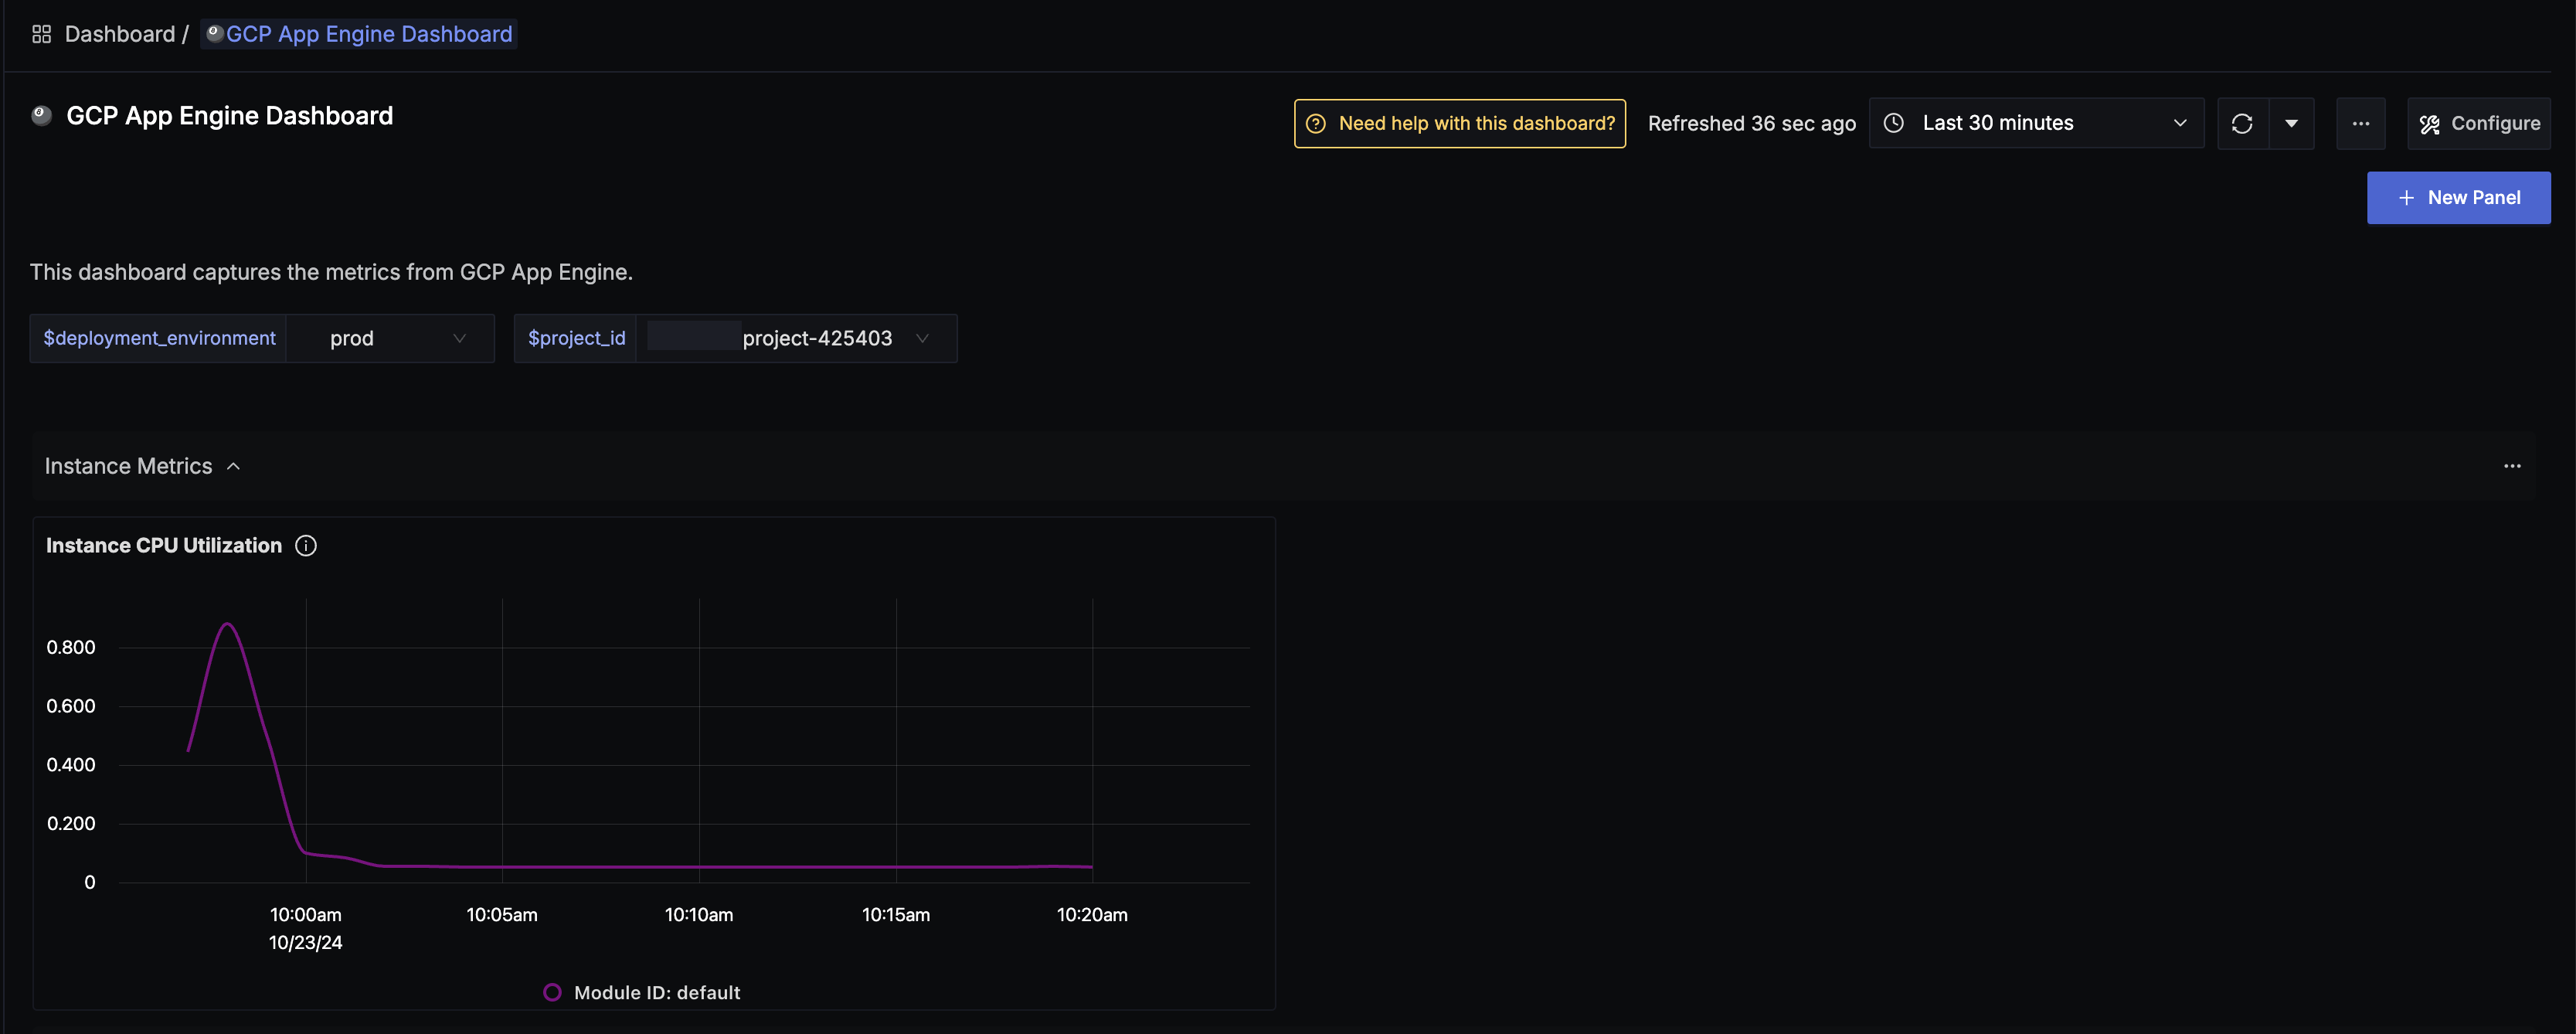 Dashboard / GCP App Engine Dashboard
GCP App Engine Dashboard
Need help with this dashboard? Refreshed 36 sec ago Last 30 minutes Configure
New Panel
This dashboard captures the metrics from GCP App Engine.
$deployment_environment prod $project_id project-425403
Instance Metrics
Instance CPU Utilization
0.800
0.600
0.400
0.200
0
10:00am 10:05am 10:10am 10:15am 10:20am
10/23/24
Module ID: default